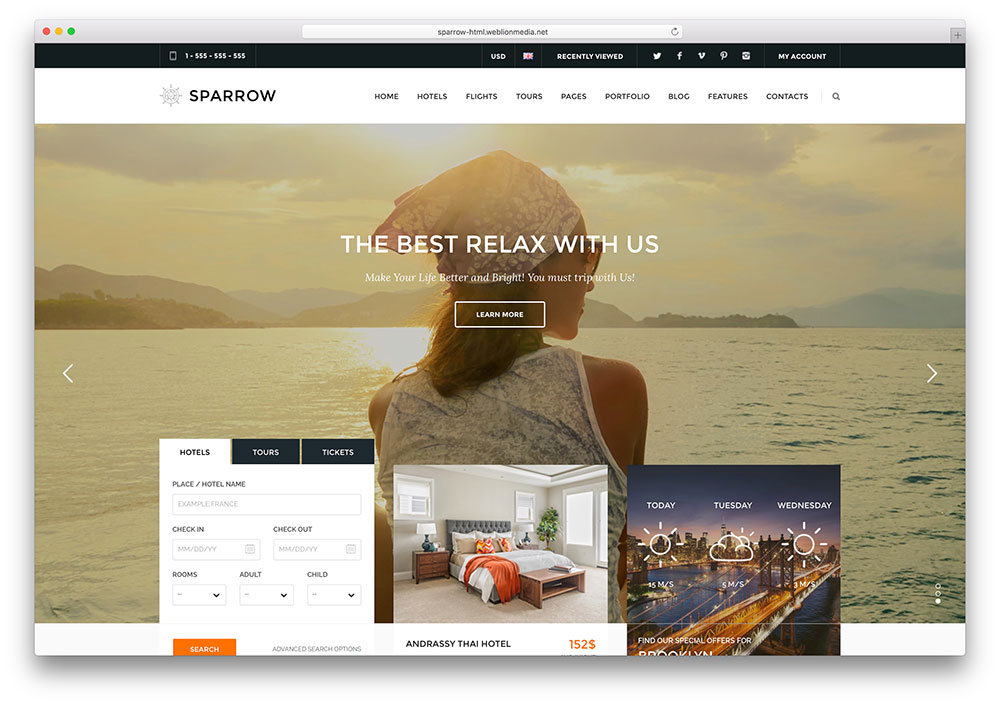 sparrow-html.weblionmedia.net
1 - 555 - 555 - 555
USD
RECENTLY VIEWED
MY ACCOUNT
SPARROW
HOME HOTELS FLIGHTS TOURS PAGES PORTFOLIO BLOG FEATURES CONTACTS
THE BEST RELAX WITH US
Make Your Life Better and Bright! You must trip with Us!
LEARN MORE
HOTELS TOURS TICKETS
PLACE / HOTEL NAME
EXAMPLE:FRANCE
CHECK IN CHECK OUT
MM/DD/YY MM/DD/YY
ROOMS ADULT CHILD
-- -- --
SEARCH
ADVANCED SEARCH OPTIONS
ANDRASSY THAI HOTEL
152$
TODAY TUESDAY WEDNESDAY
15 M/S 5 M/S 3 M/S
FIND OUR SPECIAL OFFERS FOR
BROOKLYN